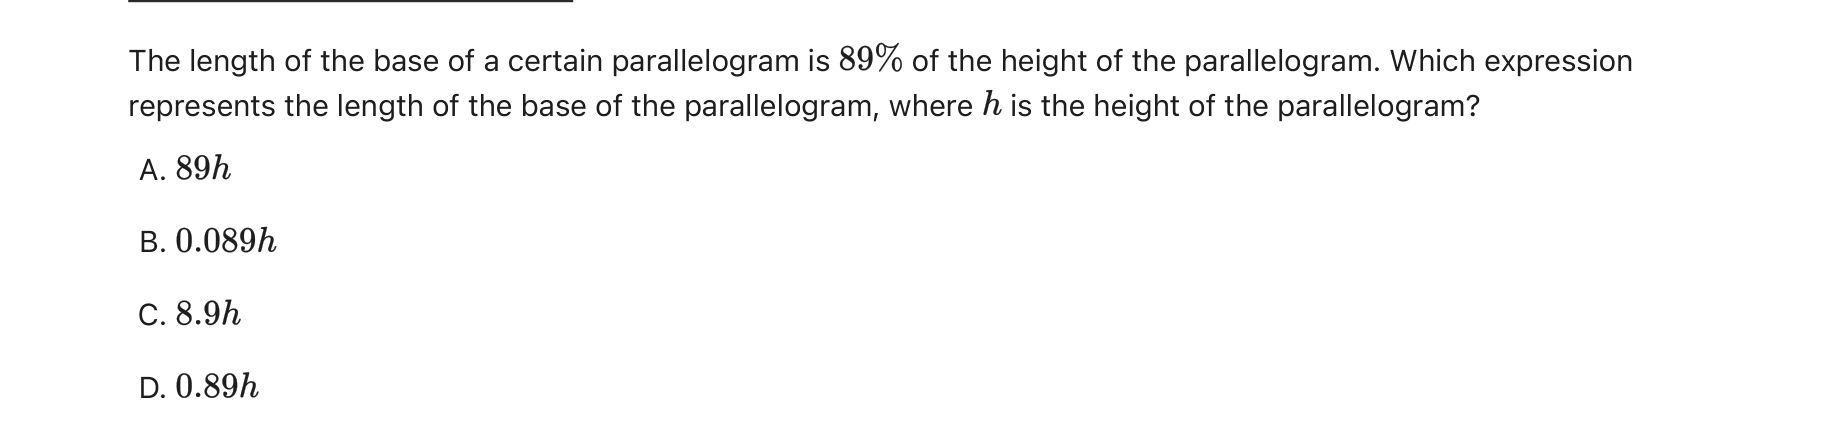 The length of the base of a certain parallelogram is 89% of the height of the parallelogram. Which expression
represents the length of the base of the parallelogram, where h is the height of the parallelogram?
A. 89h
B. 0.089h
C. 8.9h
D. 0.89h